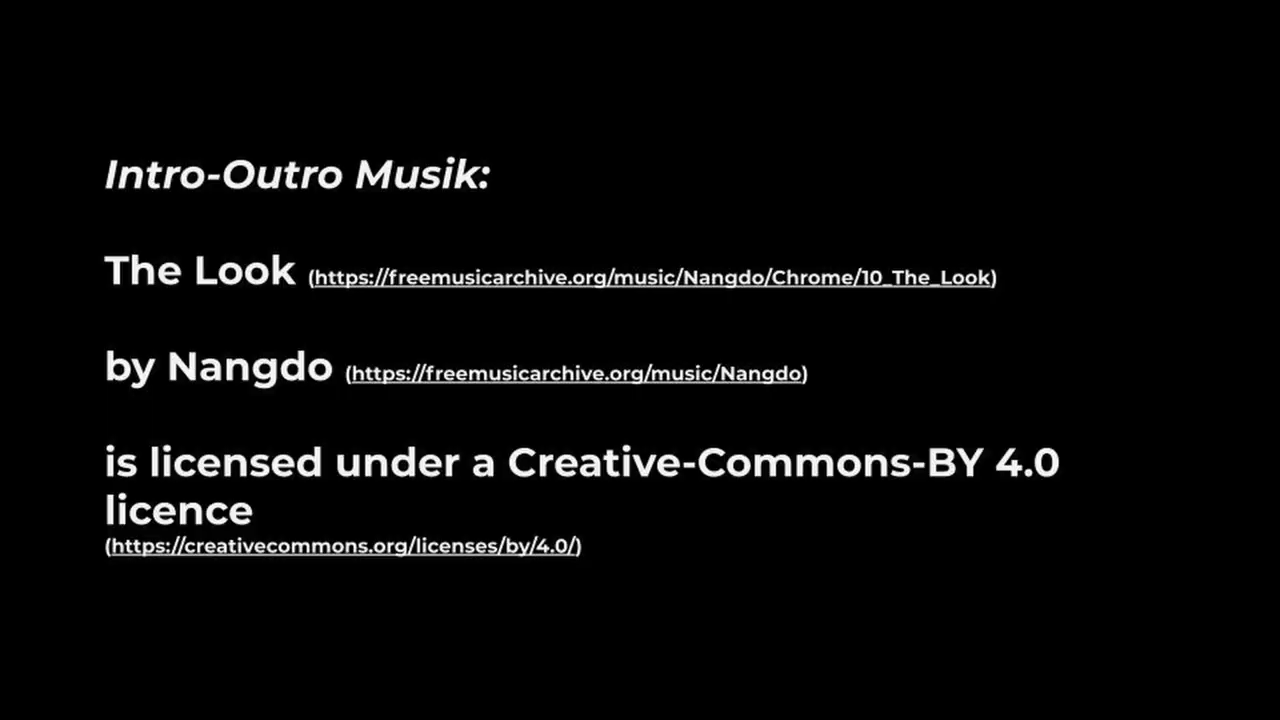 Intro-Outro Musik:
The Look (https://freemusicarchive.org/music/Nangdo/Chrome/10_The_Look)
by Nangdo (https://freemusicarchive.org/music/Nangdo)
is licensed under a Creative-Commons-BY 4.0
licence
(https://creativecommons.org/licenses/by/4.0/)